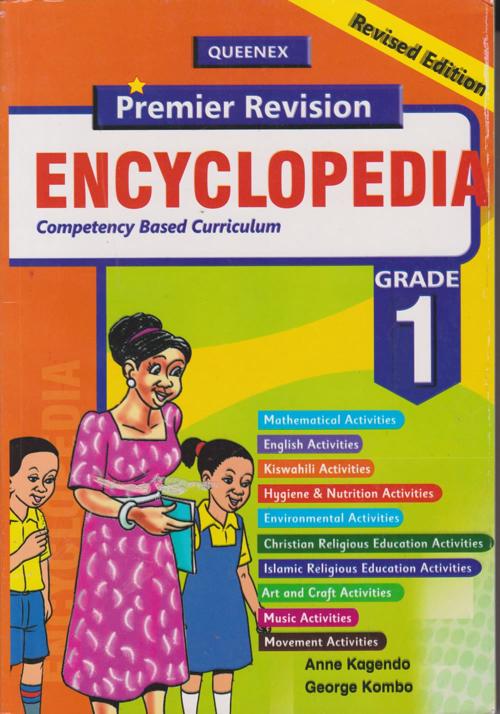 Revised Edition
QUEENEX
Premier Revision
ENCYCLOPEDIA
Competency Based Curriculum
GRADE
1
Mathematical Activities
English Activities
Kiswahili Activities
Hygiene & Nutrition Activities
Environmental Activities
Christian Religious Education Activities
Islamic Religious Education Activities
Art and Craft Activities
Music Activities
Movement Activities
Anne Kagendo
George Kombo
ENCYCLOPEDIA